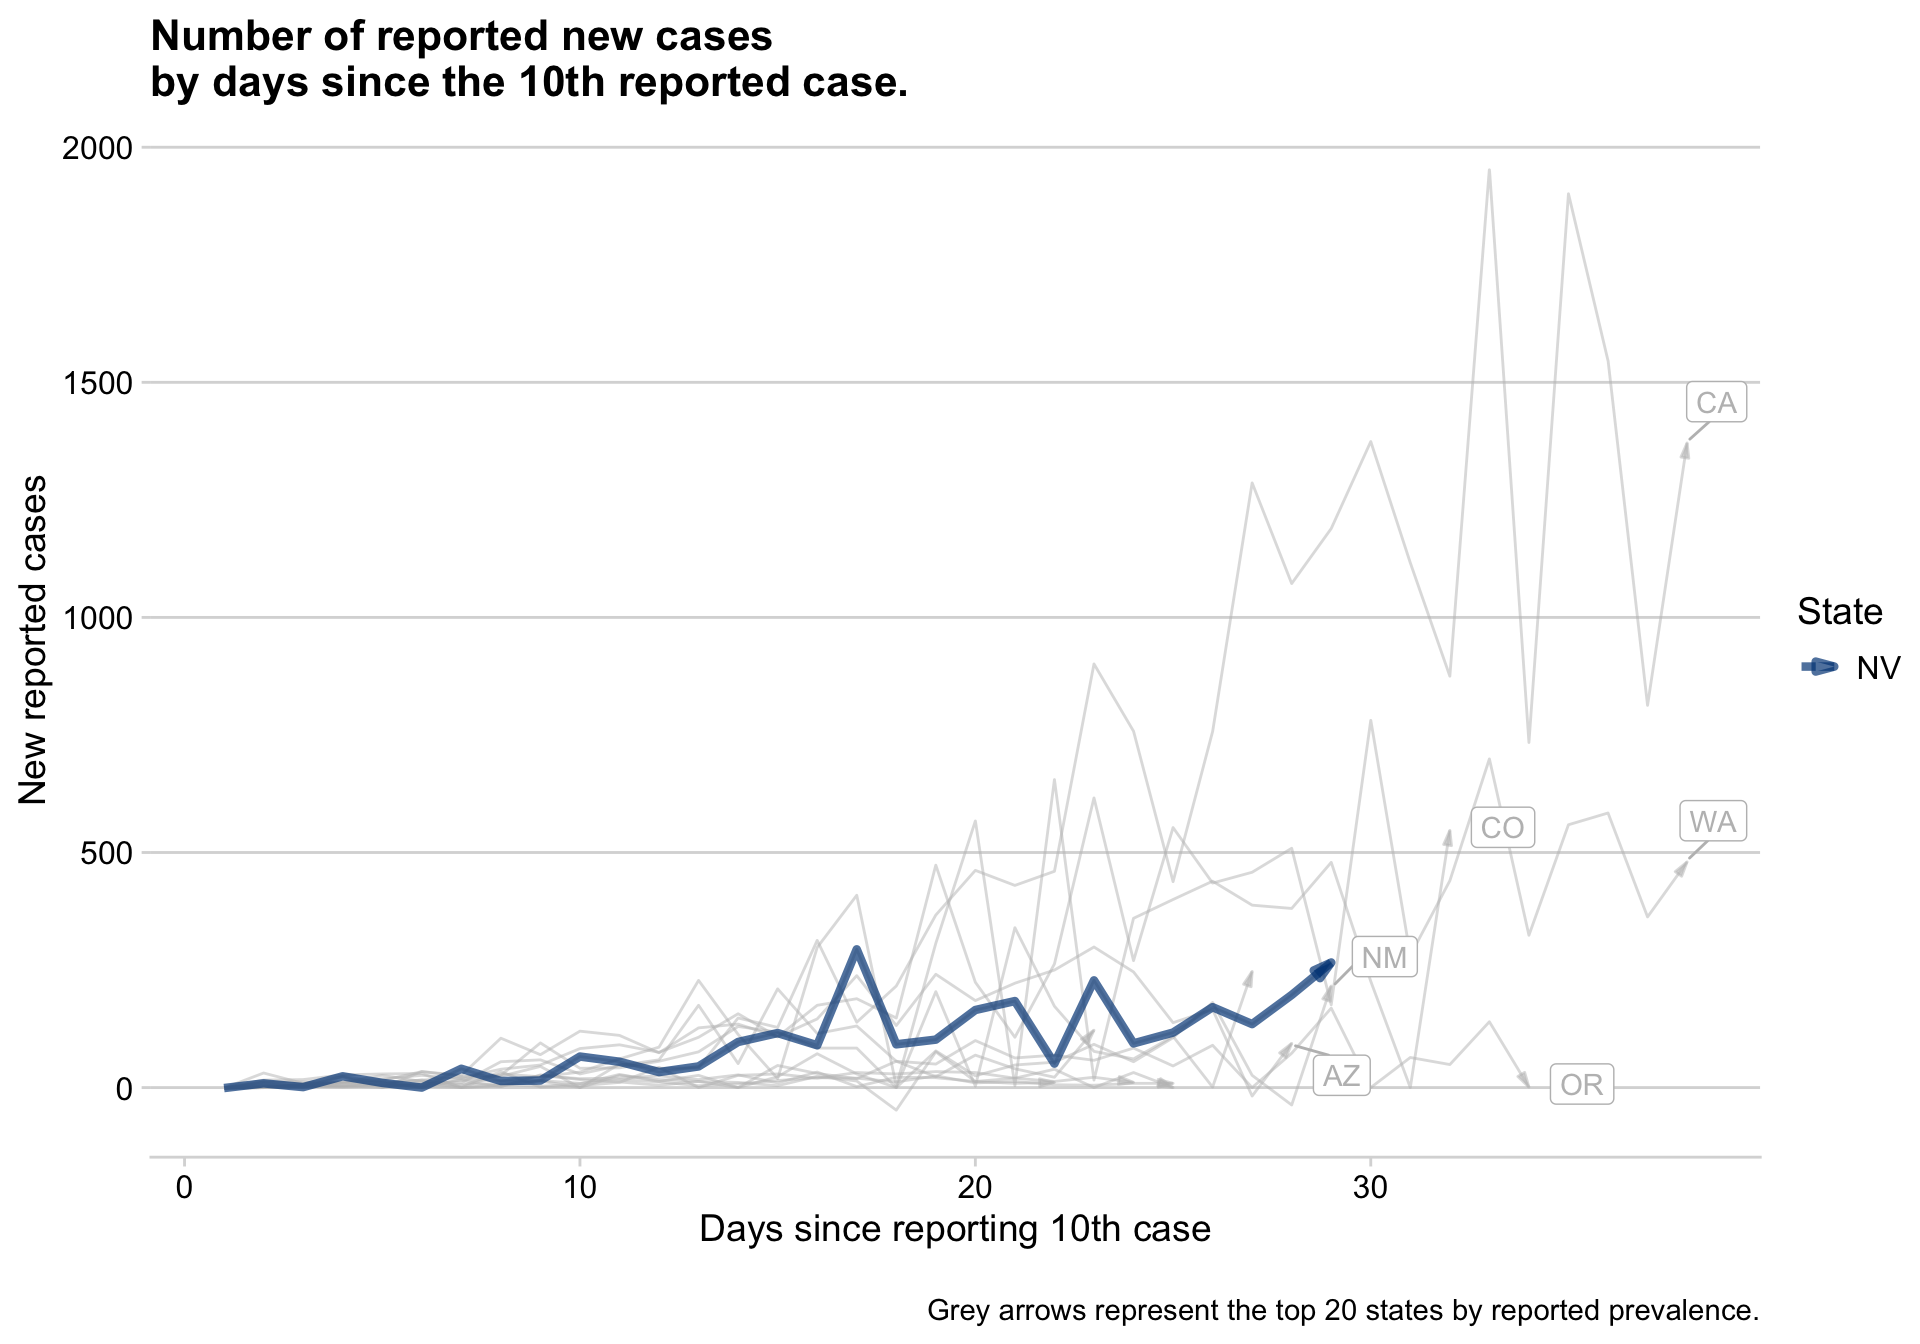 Number of reported new cases
by days since the 10th reported case.
2000
1500
1000
500
0
New reported cases
CA
WA
CO
NM
AZ
OR
State
NV
0
10
20
30
Days since reporting 10th case
Grey arrows represent the top 20 states by reported prevalence.